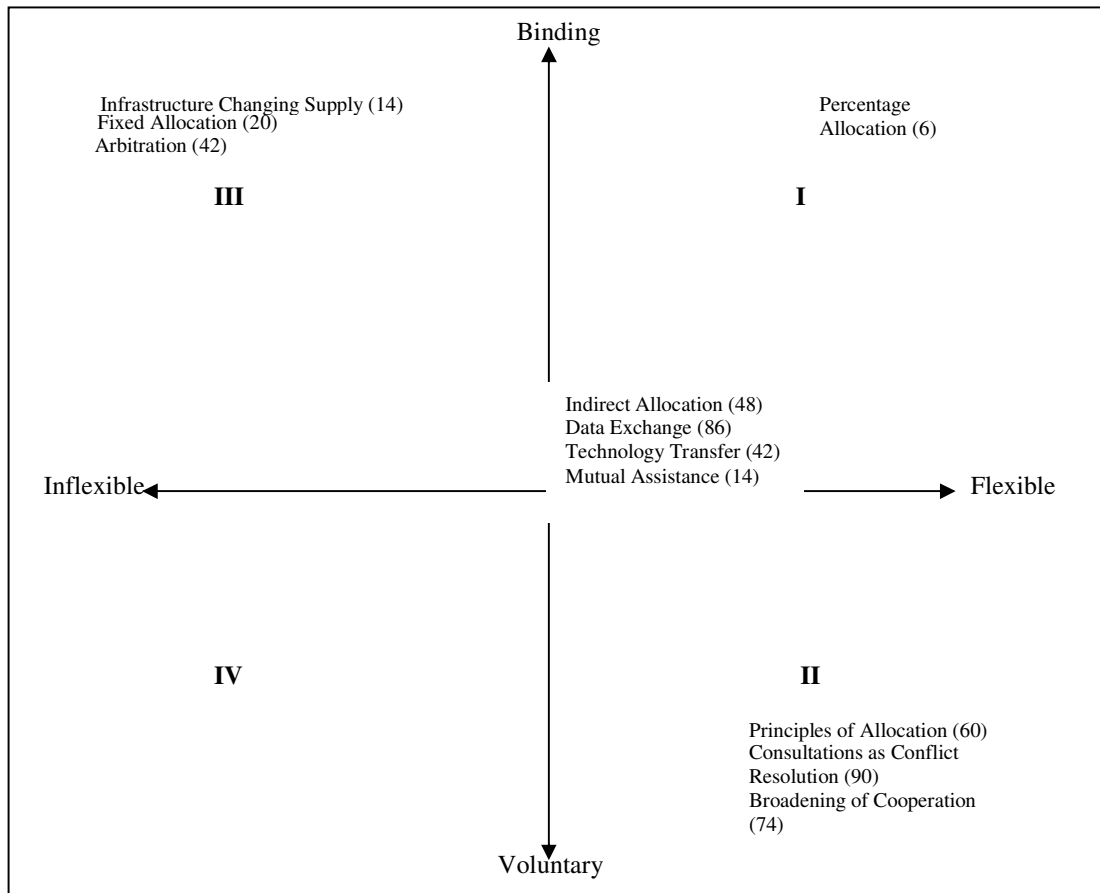 Binding
Infrastructure Changing Supply (14)
Fixed Allocation (20)
Arbitration (42)
Percentage
Allocation (6)
III
I
Indirect Allocation (48)
Data Exchange (86)
Technology Transfer (42)
Mutual Assistance (14)
Inflexible
Flexible
IV
II
Principles of Allocation (60)
Consultations as Conflict
Resolution (90)
Broadening of Cooperation
(74)
Voluntary